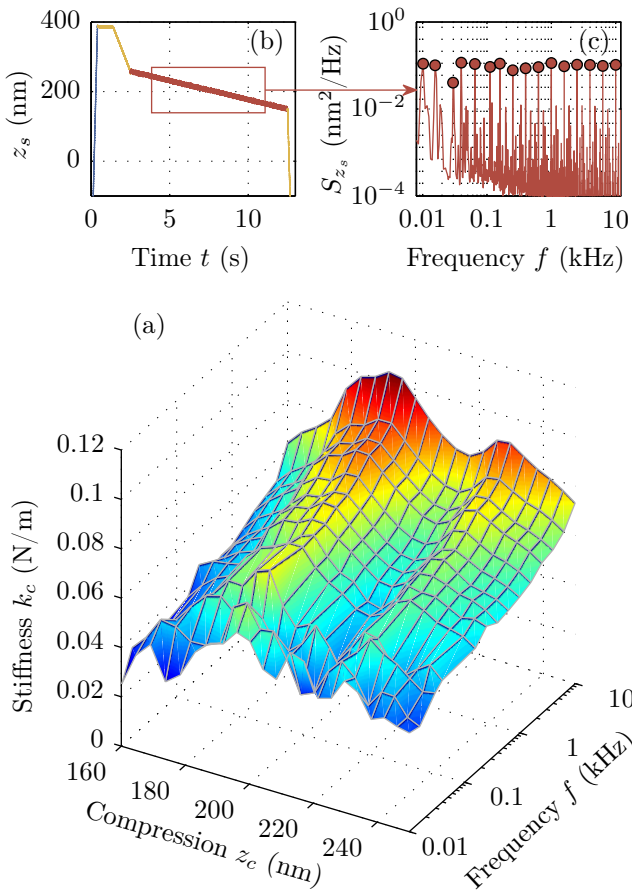 400
(b)
200
0
z_s (nm)
0
5
10
Time t (s)
10^0
(c)
10^−2
10^−4
S_{z_s} (nm^2/Hz)
0.01
0.1
1
10
Frequency f (kHz)
(a)
0.12
0.1
0.08
0.06
0.04
0.02
0
Stiffness k_c (N/m)
160
180
200
220
240
Compression z_c (nm)
0.01
0.1
1
10
Frequency f (kHz)